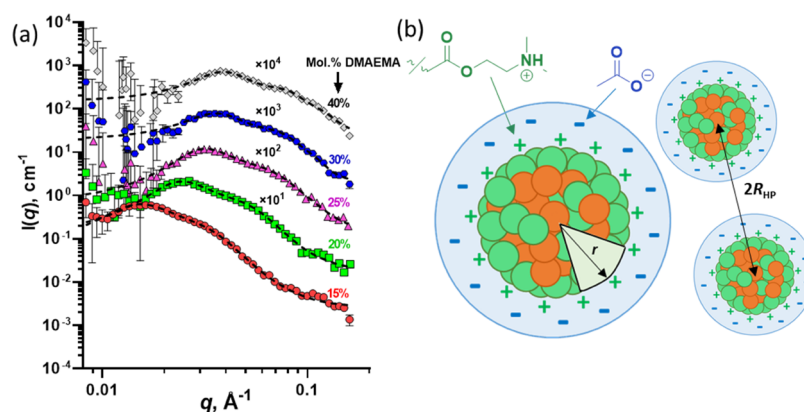 (a)
I(q), cm⁻¹
10⁴
10³
10²
10¹
10⁰
10⁻¹
10⁻²
10⁻³
10⁻⁴
×10⁴
Mol.% DMAEMA
40%
×10³
30%
×10²
25%
×10¹
20%
15%
0.01
0.1
q, Å⁻¹
(b)
O
O
NH
+
O
O
−
r
2R_HP